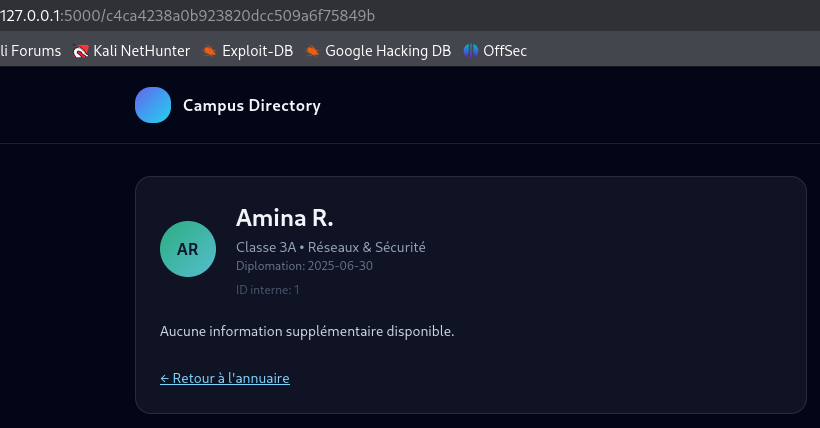 127.0.0.1:5000/c4ca4238a0b923820dcc509a6f75849b
li Forums Kali NetHunter Exploit-DB Google Hacking DB OffSec
Campus Directory
AR
Amina R.
Classe 3A • Réseaux & Sécurité
Diplomation: 2025-06-30
ID interne: 1
Aucune information supplémentaire disponible.
← Retour à l'annuaire